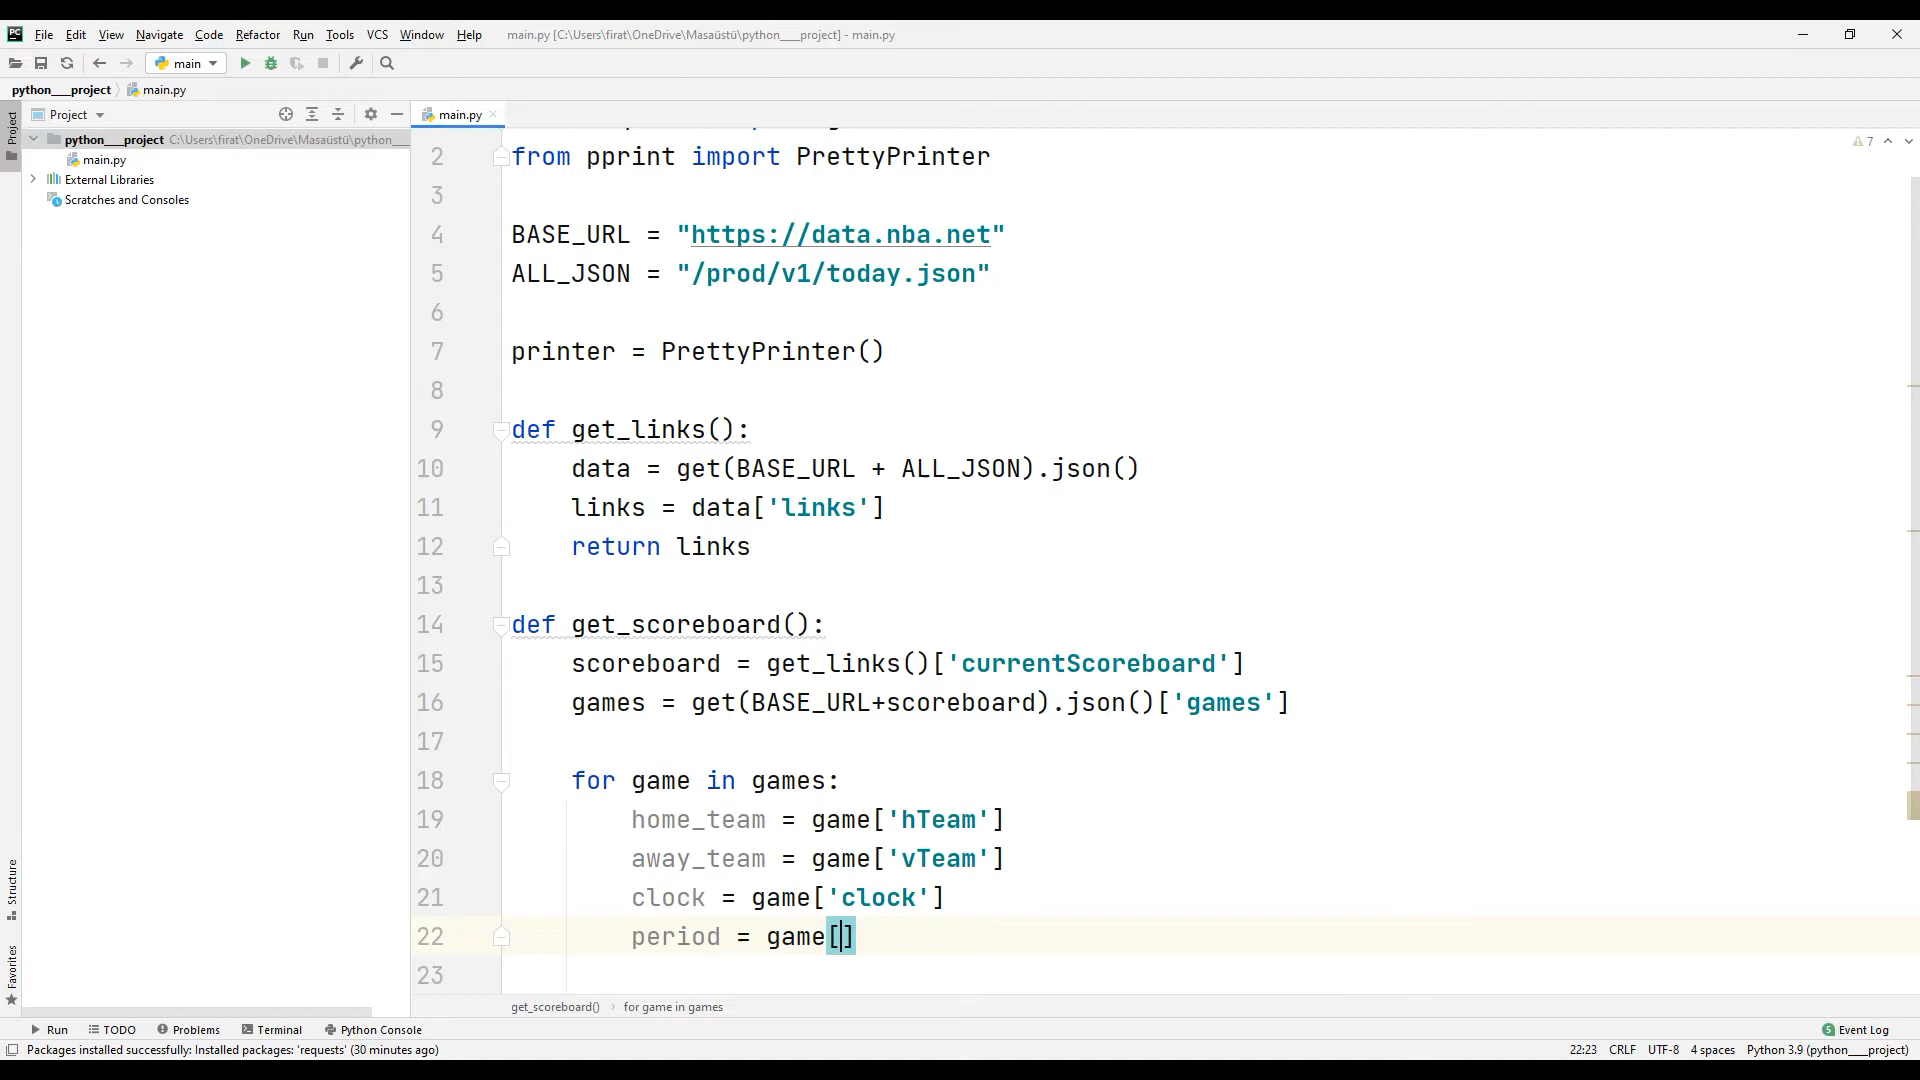 File Edit View Navigate Code Refactor Run Tools VCS Window Help main.py [C:\Users\firat\OneDrive\Masaüstü\python___project] - main.py
main
python___project main.py
Project main.py
Project
python___project C:\Users\firat\OneDrive\Masaüstü\python_
main.py
External Libraries
Scratches and Consoles
7
2 from pprint import PrettyPrinter
3
4 BASE_URL = "https://data.nba.net"
5 ALL_JSON = "/prod/v1/today.json"
6
7 printer = PrettyPrinter()
8
9 def get_links():
10 data = get(BASE_URL + ALL_JSON).json()
11 links = data['links']
12 return links
13
14 def get_scoreboard():
15 scoreboard = get_links()['currentScoreboard']
16 games = get(BASE_URL+scoreboard).json()['games']
17
18 for game in games:
19 home_team = game['hTeam']
20 away_team = game['vTeam']
21 clock = game['clock']
22 period = game[]
23
Structure
Favorites
get_scoreboard() for game in games
Run TODO Problems Terminal Python Console 5 Event Log
Packages installed successfully: Installed packages: 'requests' (30 minutes ago) 22:23 CRLF UTF-8 4 spaces Python 3.9 (python___project)